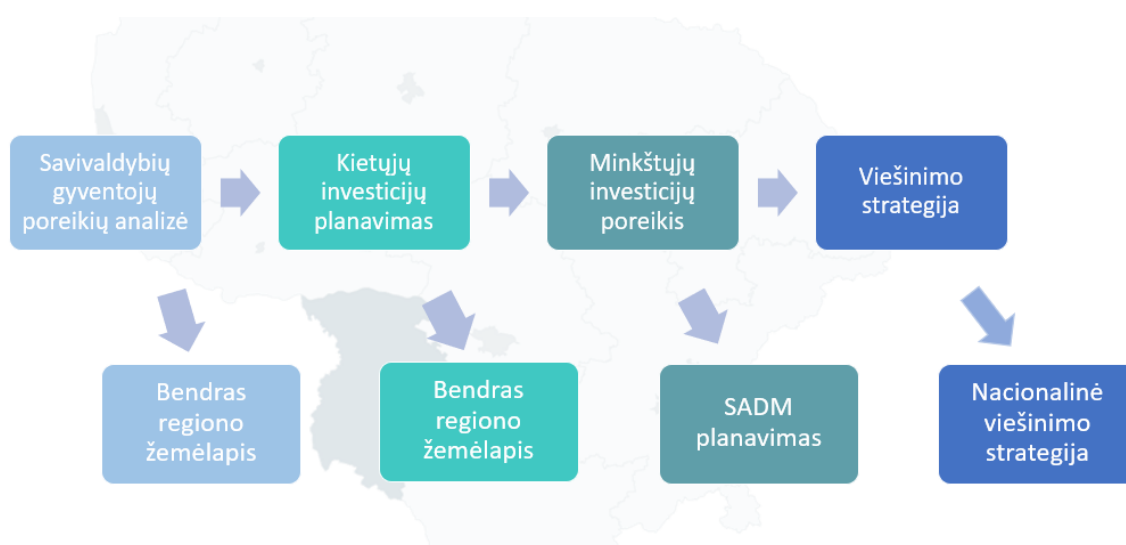 Savivaldybių
gyventojų
poreikių analizė
Kietųjų
investicijų
planavimas
Minkštųjų
investicijų
poreikis
Viešinimo
strategija
Bendras
regiono
žemėlapis
Bendras
regiono
žemėlapis
SADM
planavimas
Nacionalinė
viešinimo
strategija